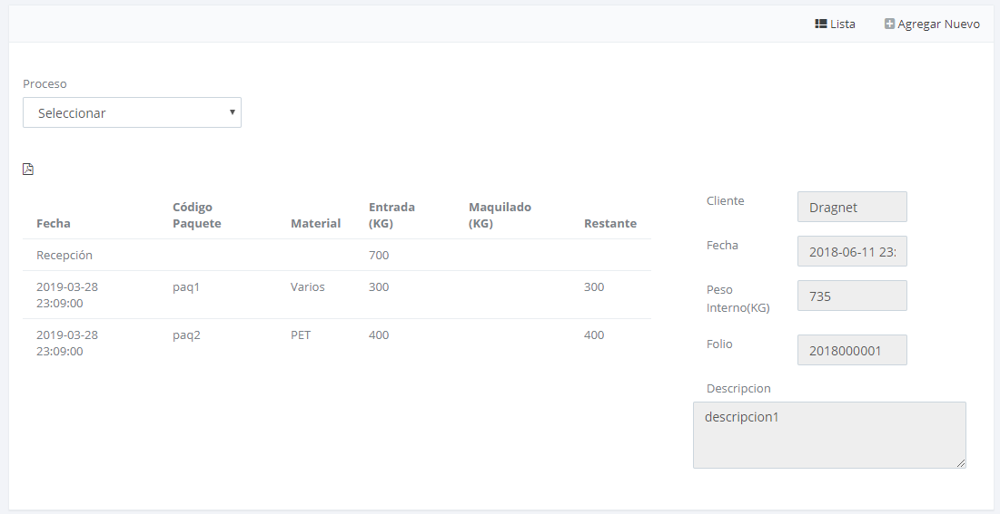 Lista
Agregar Nuevo
Proceso
Seleccionar
Fecha
Código
Paquete
Material
Entrada
(KG)
Maquilado
(KG)
Restante
Recepción
700
2019-03-28
23:09:00
paq1
Varios
300
300
2019-03-28
23:09:00
paq2
PET
400
400
Cliente
Dragnet
Fecha
2018-06-11 23:
Peso
Interno(KG)
735
Folio
2018000001
Descripcion
descripcion1